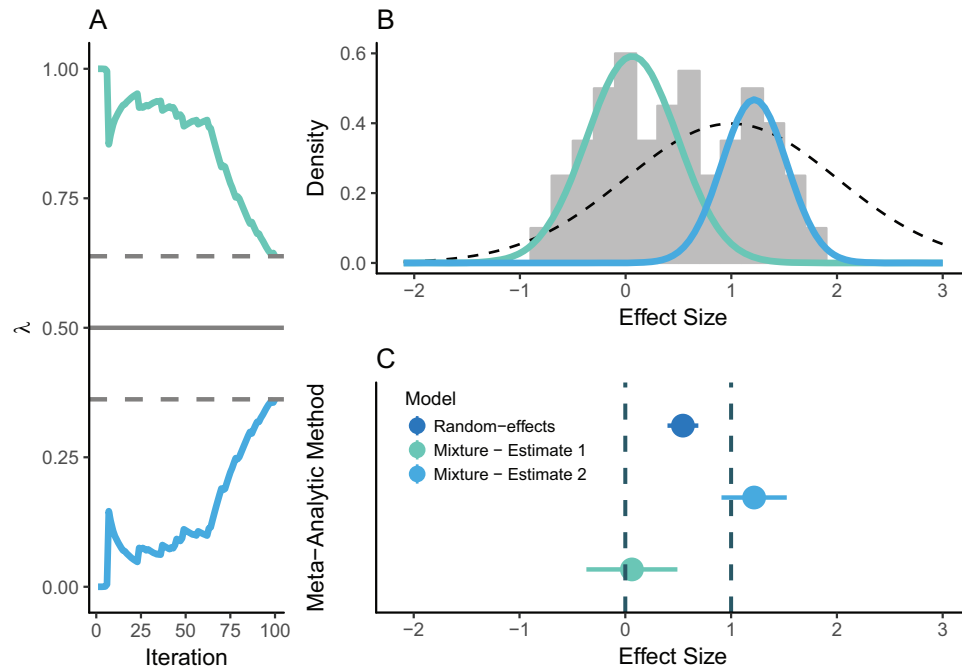 A
1.00
0.75
0.50
0.25
0.00
λ
0 25 50 75 100
Iteration
B
0.6
0.4
0.2
0.0
Density
−2 −1 0 1 2 3
Effect Size
C
Meta−Analytic Method
Model
Random−effects
Mixture − Estimate 1
Mixture − Estimate 2
−2 −1 0 1 2 3
Effect Size